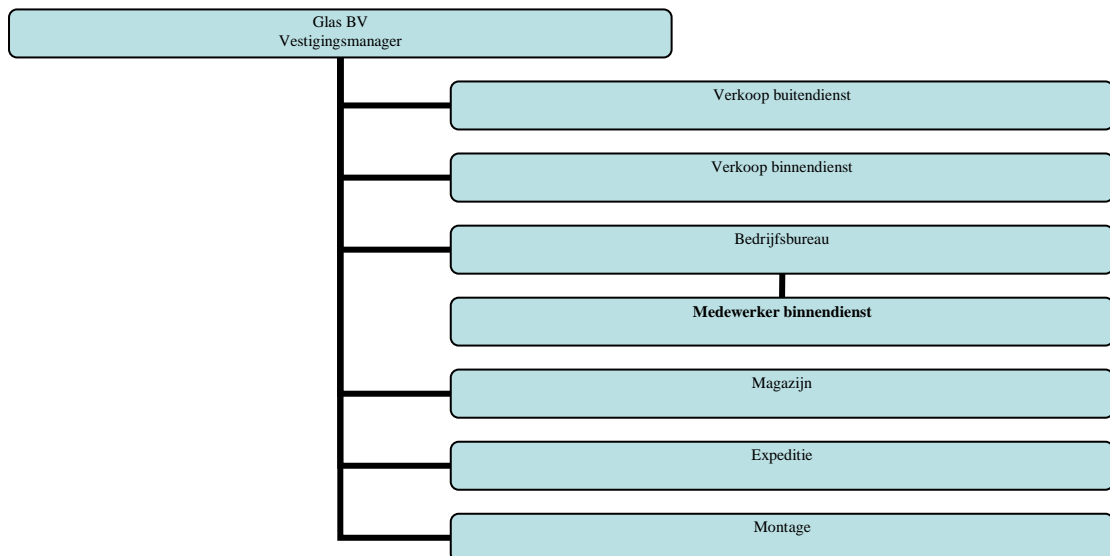 Glas BV
Vestigingsmanager
Verkoop buitendienst
Verkoop binnendienst
Bedrijfsbureau
Medewerker binnendienst
Magazijn
Expeditie
Montage